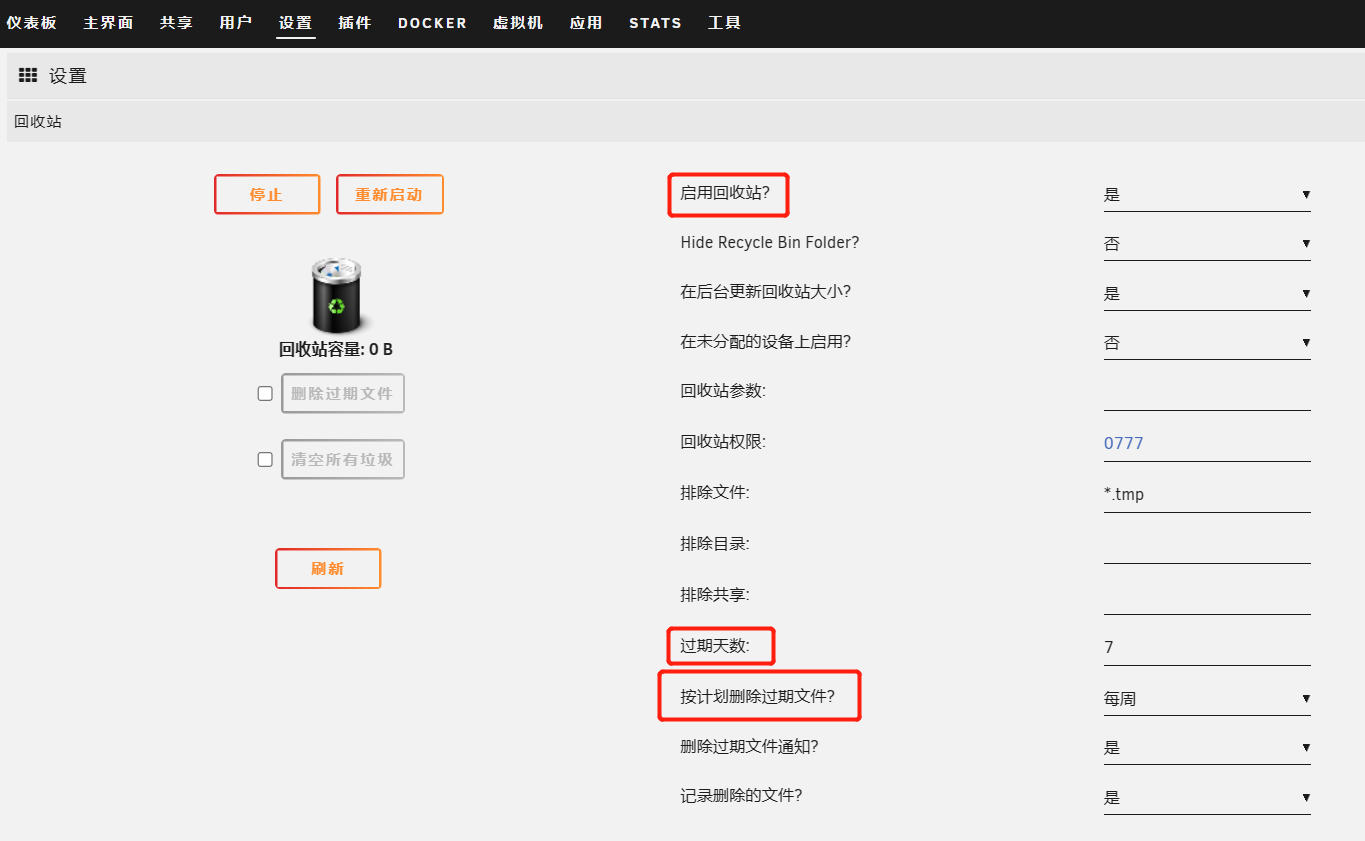 仪表板 主界面 共享 用户 设置 插件 DOCKER 虚拟机 应用 STATS 工具
设置
回收站
停止 重新启动
回收站容量: 0 B
删除过期文件
清空所有垃圾
刷新
启用回收站? 是
Hide Recycle Bin Folder? 否
在后台更新回收站大小? 是
在未分配的设备上启用? 否
回收站参数:
回收站权限: 0777
排除文件: *.tmp
排除目录:
排除共享:
过期天数: 7
按计划删除过期文件? 每周
删除过期文件通知? 是
记录删除的文件? 是